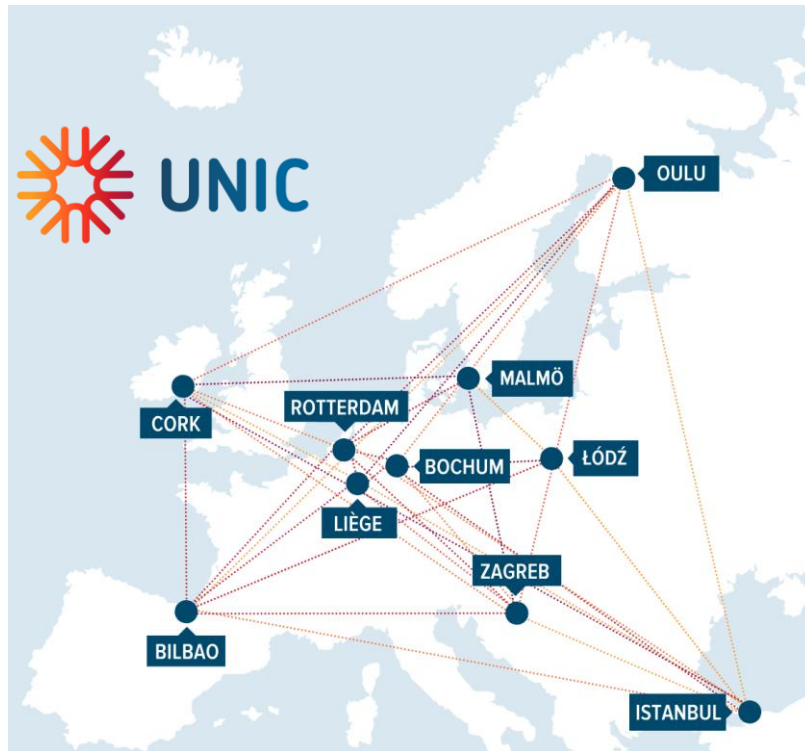 UNIC
OULU
MALMÖ
CORK
ROTTERDAM
BOCHUM
ŁÓDŹ
LIÈGE
ZAGREB
BILBAO
ISTANBUL